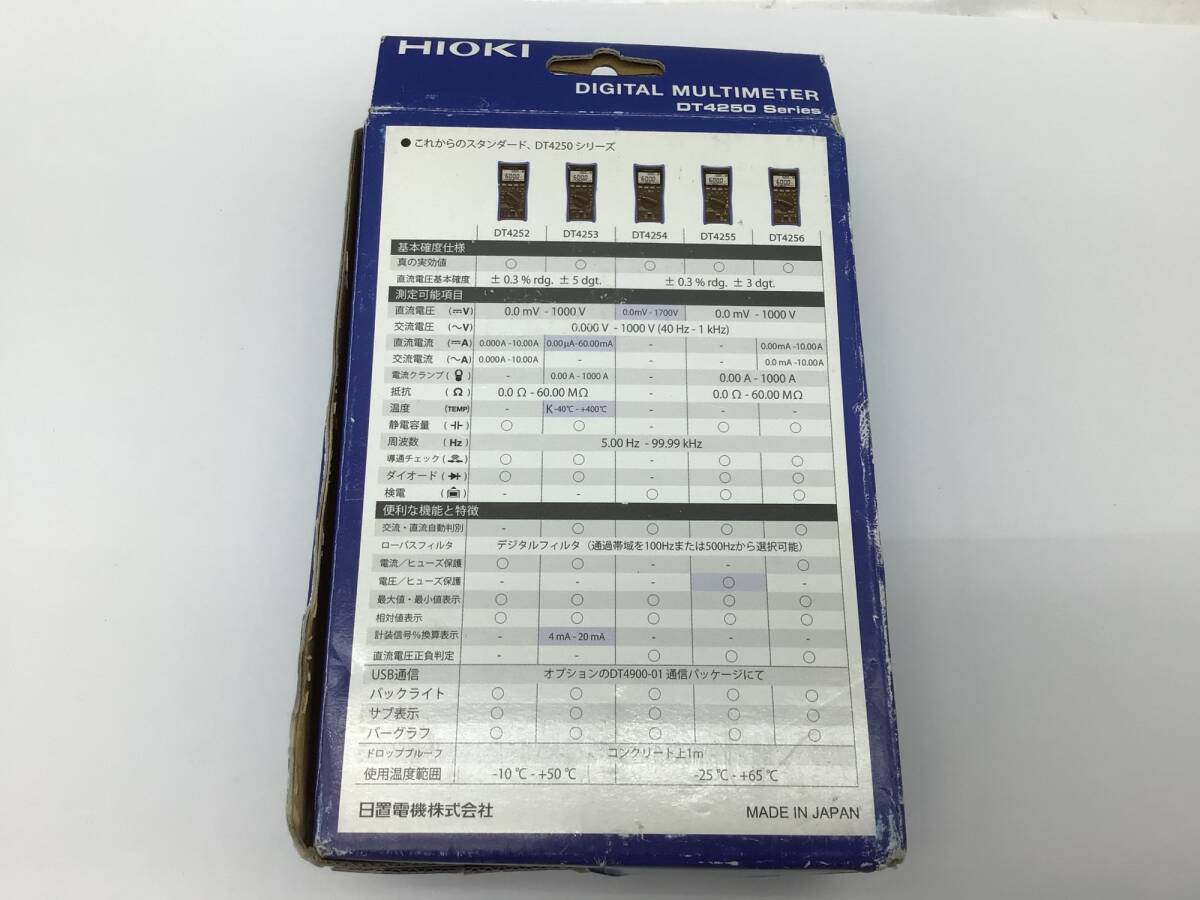 HIOKI
DIGITAL MULTIMETER
DT4250 Series
● これからのスタンダード、DT4250 シリーズ
DT4252 DT4253 DT4254 DT4255 DT4256
基本確度仕様
真の実効値 ○ ○ ○ ○ ○
直流電圧基本確度 ± 0.3 % rdg. ± 5 dgt. ± 0.3 % rdg. ± 3 dgt.
測定可能項目
直流電圧 (⎓V) 0.0 mV - 1000 V 0.0mV - 1700V 0.0 mV - 1000 V
交流電圧 (～V) 0.000 V - 1000 V (40 Hz - 1 kHz)
直流電流 (⎓A) 0.000A -10.00A 0.00 μA-60.00mA - - 0.00 mA -10.00A
交流電流 (～A) 0.000A -10.00A - - - 0.0 mA -10.00A
電流クランプ ( ) - 0.00 A - 1000 A - 0.00 A - 1000 A
抵抗 ( Ω ) 0.0 Ω - 60.00 MΩ - 0.0 Ω - 60.00 MΩ
温度 (TEMP) - K -40℃ - +400℃ - - -
静電容量 ( ⊣⊢ ) ○ ○ - ○ ○
周波数 ( Hz ) 5.00 Hz - 99.99 kHz
導通チェック ( ) ○ ○ - ○ ○
ダイオード ( ) ○ ○ - ○ ○
検電 ( ) - - ○ ○ ○
便利な機能と特徴
交流・直流自動判別 - ○ ○ ○ ○
ローパスフィルタ デジタルフィルタ（通過帯域を100Hzまたは500Hzから選択可能）
電流／ヒューズ保護 ○ ○ - - ○
電圧／ヒューズ保護 - - - ○ -
最大値・最小値表示 ○ ○ ○ ○ ○
相対値表示 ○ ○ ○ ○ ○
計装信号％換算表示 - 4 mA - 20 mA - - -
直流電圧正負判定 - - ○ ○ ○
USB通信 オプションのDT4900-01 通信パッケージにて
バックライト ○ ○ ○ ○ ○
サブ表示 ○ ○ ○ ○ ○
バーグラフ ○ ○ ○ ○ ○
ドロッププルーフ コンクリート上1m
使用温度範囲 -10 ℃ - +50 ℃ -25 ℃ - +65 ℃
日置電機株式会社 MADE IN JAPAN